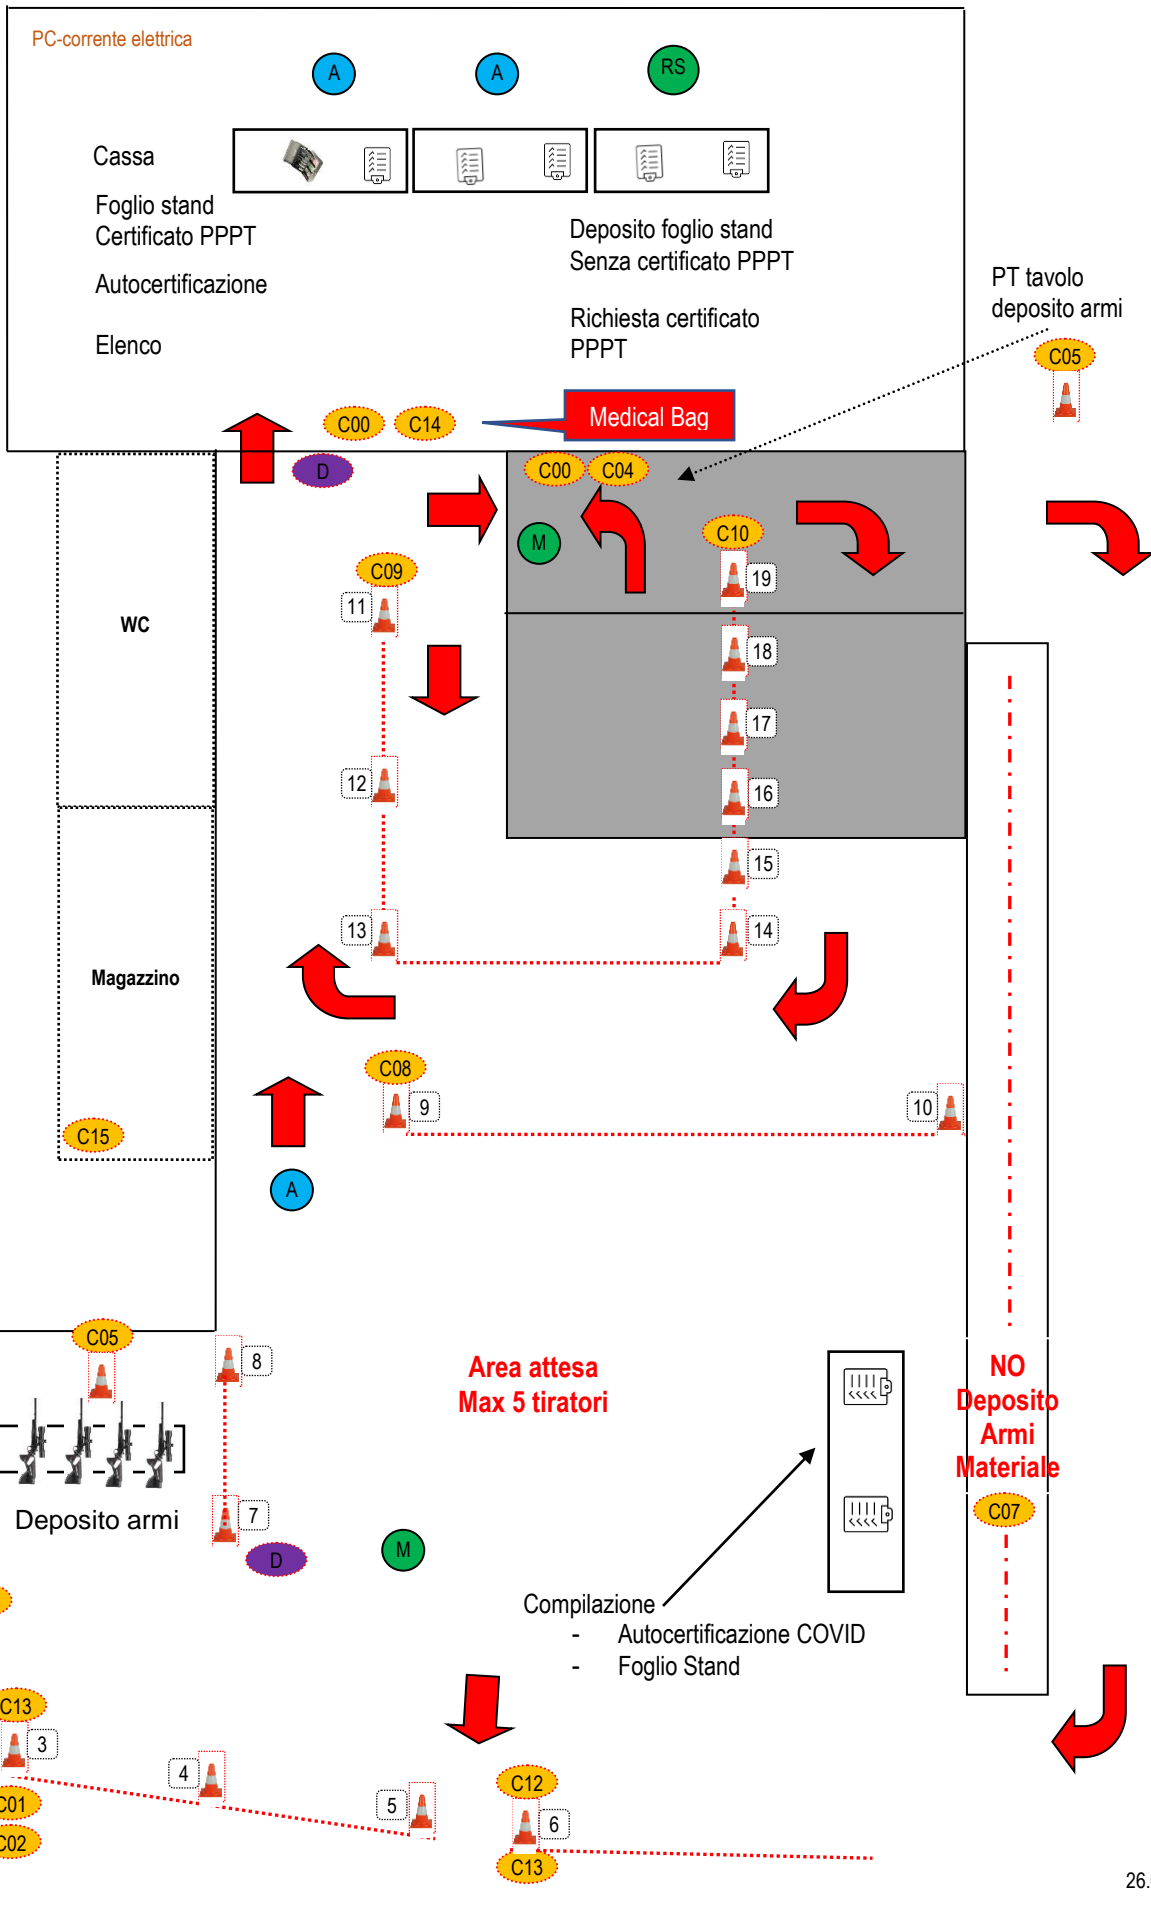 PC-corrente elettrica
A
A
RS
Cassa
Foglio stand
Certificato PPPT
Autocertificazione
Elenco
Deposito foglio stand
Senza certificato PPPT
Richiesta certificato
PPPT
PT tavolo
deposito armi
C05
C00
C14
Medical Bag
D
C00
C04
M
C10
C09
11
19
WC
18
17
12
16
15
13
14
Magazzino
C08
9
10
C15
A
C05
8
Area attesa
Max 5 tiratori
NO
Deposito
Armi
Materiale
C07
Deposito armi
7
D
M
Compilazione
- Autocertificazione COVID
- Foglio Stand
C13
3
4
5
C12
6
C13
C01
C02
26.